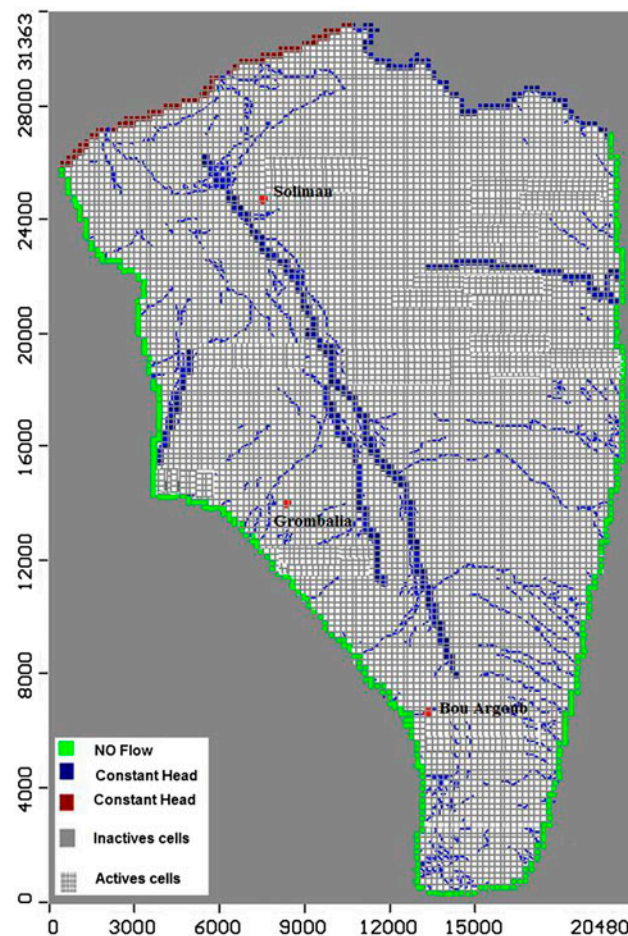 31363
28000
24000
20000
16000
12000
8000
4000
0
Soliman
Grombalia
Bou Argoub
NO Flow
Constant Head
Constant Head
Inactives cells
Actives cells
0 3000 6000 9000 12000 15000 20480